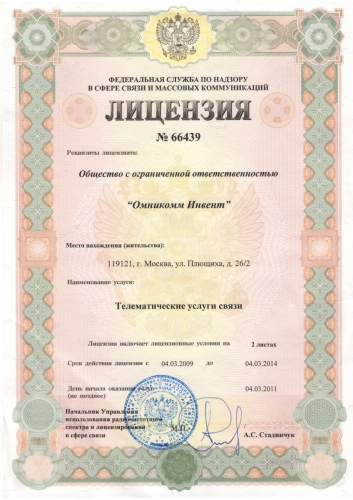 ФЕДЕРАЛЬНАЯ СЛУЖБА ПО НАДЗОРУ
В СФЕРЕ СВЯЗИ И МАССОВЫХ КОММУНИКАЦИЙ
ЛИЦЕНЗИЯ
№ 66439
Реквизиты лицензиата:
Общество с ограниченной ответственностью
"Омникомм Инвент"
Место нахождения (жительства):
119121, г. Москва, ул. Плющиха, д. 26/2
Наименование услуги:
Телематические услуги связи
Лицензия включает лицензионные условия на 2 листах
Срок действия лицензии с 04.03.2009 до 04.03.2014
День начала оказания услуг 04.03.2011
(не позднее)
Начальник Управления
использования радиочастотного
спектра и лицензирования М.П.
в сфере связи А.С. Стадничук